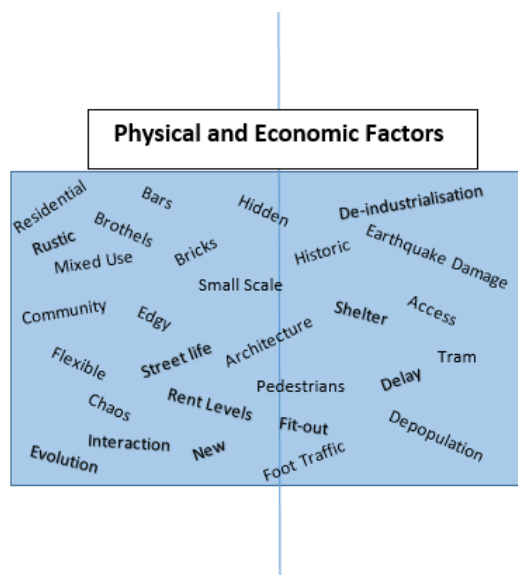 Physical and Economic Factors
Residential
Bars
Hidden
De-industrialisation
Rustic
Brothels
Bricks
Historic
Earthquake Damage
Mixed Use
Small Scale
Community
Edgy
Shelter
Access
Flexible
Street life
Architecture
Tram
Chaos
Rent Levels
Pedestrians
Delay
Interaction
New
Fit-out
Depopulation
Evolution
Foot Traffic